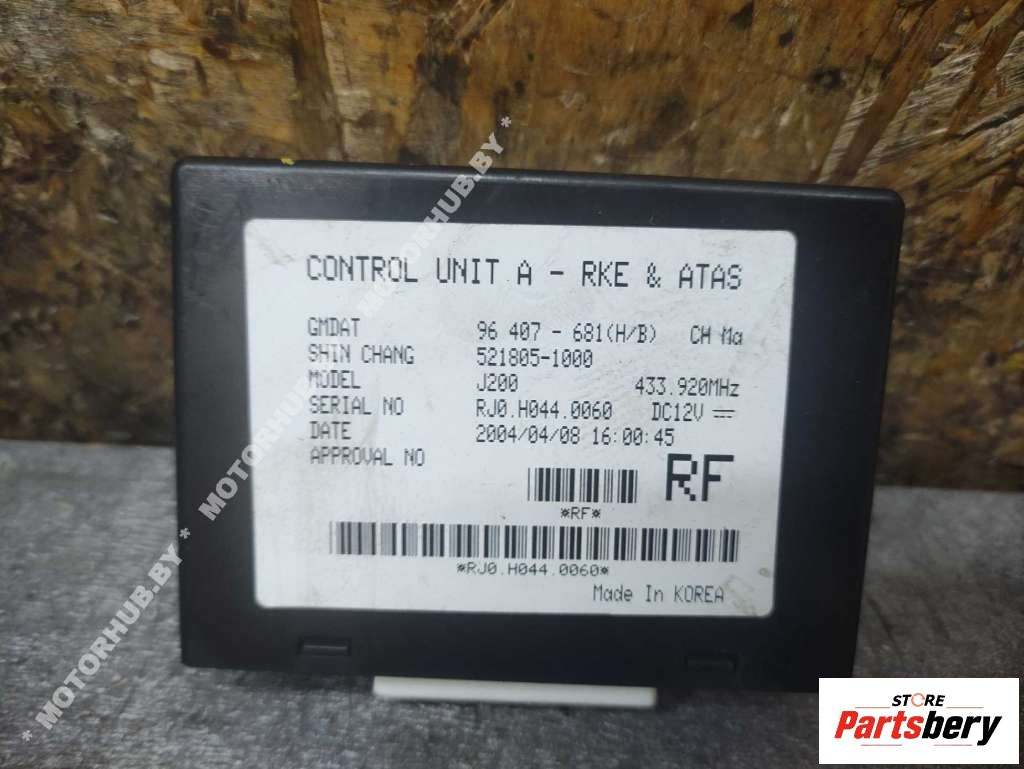 CONTROL UNIT A - RKE & ATAS
GMDAT 96 407 - 681(H/B) CH Ma
SHIN CHANG 521805-1000
MODEL J200 433.920MHz
SERIAL NO RJ0.H044.0060 DC12V ⎓
DATE 2004/04/08 16:00:45
APPROVAL NO
RF
*RF*
*RJ0.H044.0060*
Made In KOREA
* MOTORHUB.BY * MOTORHUB.BY * MOTORHUB.BY *
STORE
Partsbery